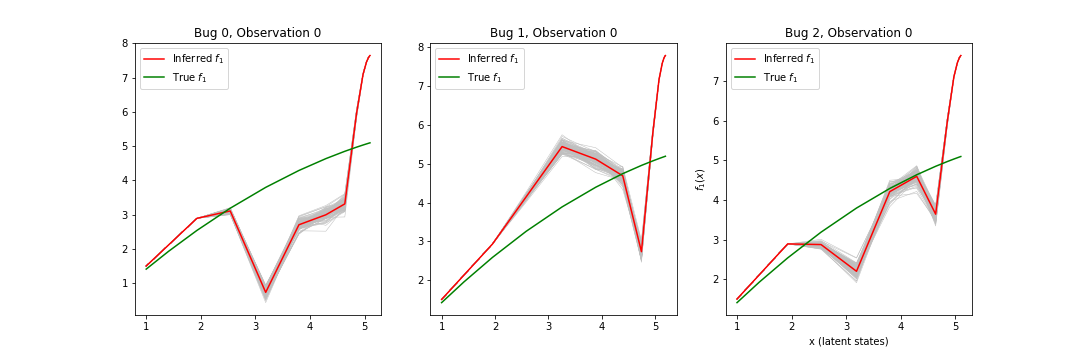 Bug 0, Observation 0
Inferred f₁
True f₁
8
7
6
5
4
3
2
1
1 2 3 4 5
Bug 1, Observation 0
Inferred f₁
True f₁
8
7
6
5
4
3
2
1 2 3 4 5
Bug 2, Observation 0
Inferred f₁
True f₁
f₁(x)
7
6
5
4
3
2
1 2 3 4 5
x (latent states)